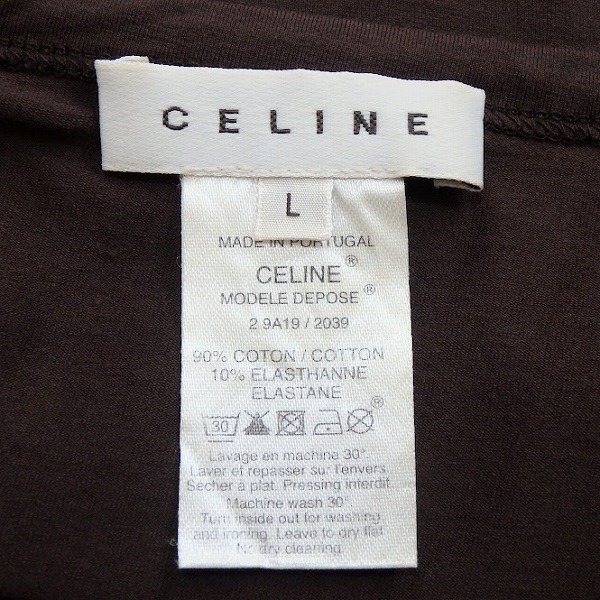 CELINE
L
MADE IN PORTUGAL
CELINE®
MODELE DEPOSE®
2 9A19 / 2039
90% COTON / COTTON
10% ELASTHANNE
ELASTANE
30
Lavage en machine 30°
Laver et repasser sur l'envers.
Sècher à plat. Pressing interdit
Machine wash 30°
Turn inside out for washing
and ironing. Leave to dry flat
No dry cleaning.